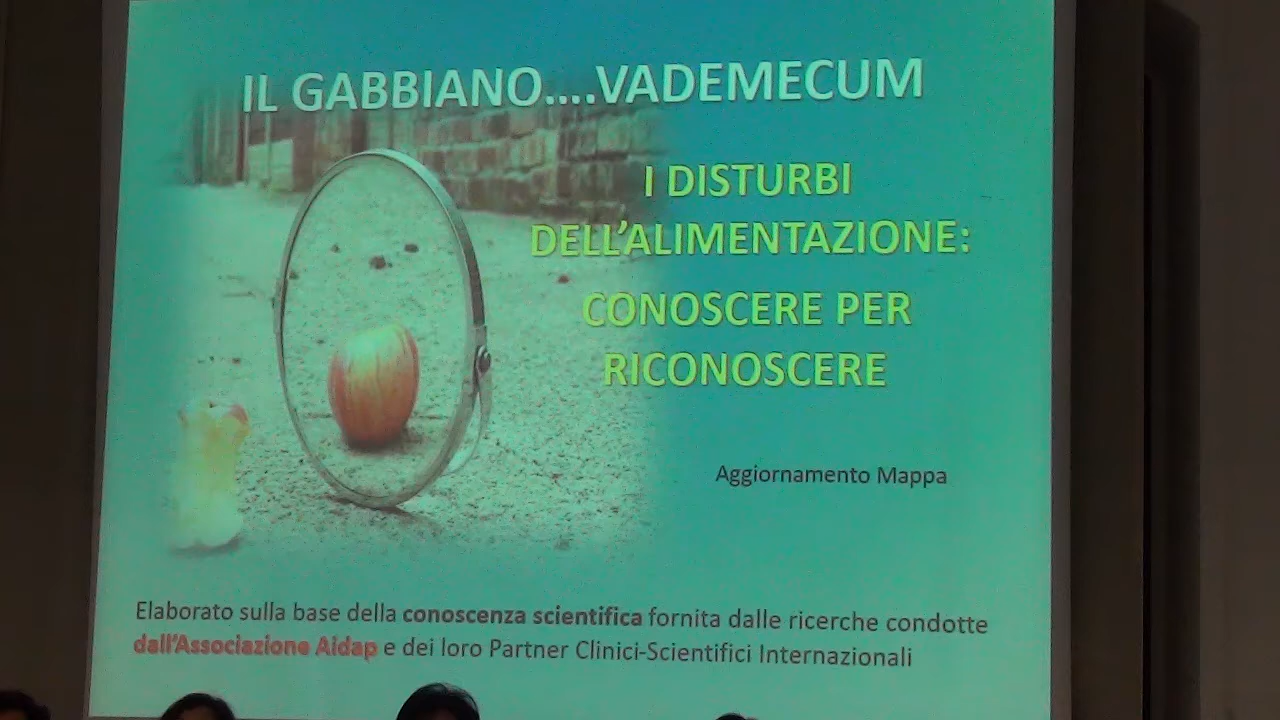 IL GABBIANO....VADEMECUM
I DISTURBI
DELL'ALIMENTAZIONE:
CONOSCERE PER
RICONOSCERE
Aggiornamento Mappa
Elaborato sulla base della conoscenza scientifica fornita dalle ricerche condotte
dall'Associazione Aidap e dei loro Partner Clinici-Scientifici Internazionali